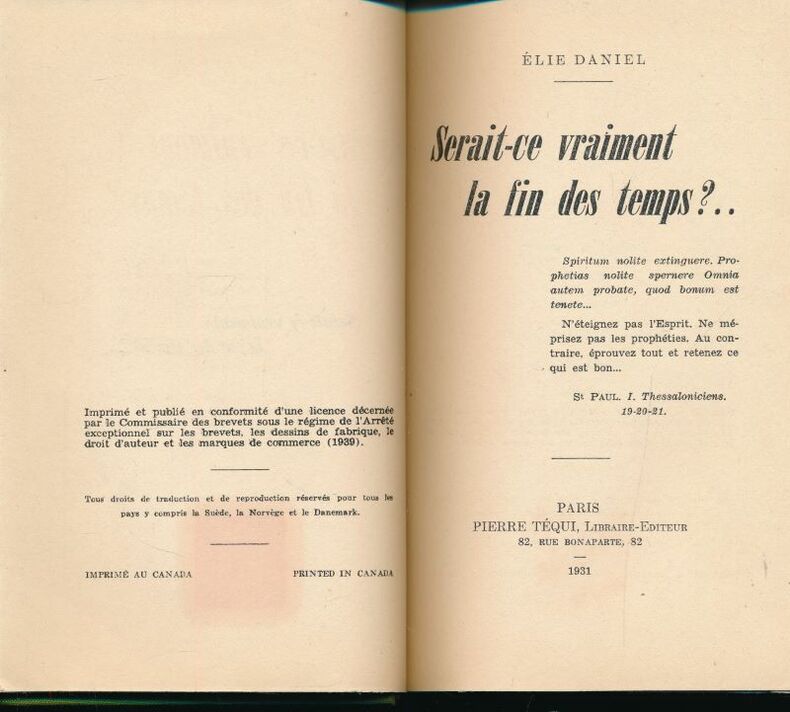 Imprimé et publié en conformité d'une licence décernée
par le Commissaire des brevets sous le régime de l'Arrêté
exceptionnel sur les brevets, les dessins de fabrique, le
droit d'auteur et les marques de commerce (1939).
Tous droits de traduction et de reproduction réservés pour tous les
pays y compris la Suède, la Norvège et le Danemark.
IMPRIMÉ AU CANADA PRINTED IN CANADA
ÉLIE DANIEL
Serait-ce vraiment
la fin des temps?..
Spiritum nolite extinguere. Pro-
phetias nolite spernere Omnia
autem probate, quod bonum est
tenete...
N'éteignez pas l'Esprit. Ne mé-
prisez pas les prophéties. Au con-
traire, éprouvez tout et retenez ce
qui est bon...
St PAUL. I. Thessaloniciens.
19-20-21.
PARIS
PIERRE TÉQUI, LIBRAIRE-EDITEUR
82, RUE BONAPARTE, 82
1931